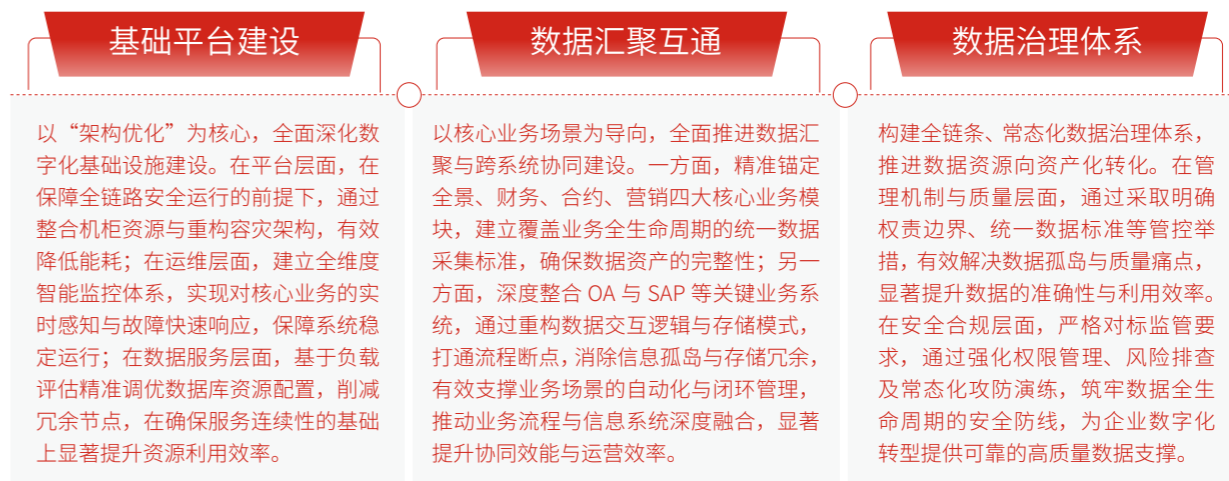 基础平台建设
以“架构优化”为核心，全面深化数
字化基础设施建设。在平台层面，在
保障全链路安全运行的前提下，通过
整合机柜资源与重构容灾架构，有效
降低能耗；在运维层面，建立全维度
智能监控体系，实现对核心业务的实
时感知与故障快速响应，保障系统稳
定运行；在数据服务层面，基于负载
评估精准调优数据库资源配置，削减
冗余节点，在确保服务连续性的基础
上显著提升资源利用效率。
数据汇聚互通
以核心业务场景为导向，全面推进数据汇
聚与跨系统协同建设。一方面，精准锚定
全景、财务、合约、营销四大核心业务模
块，建立覆盖业务全生命周期的统一数据
采集标准，确保数据资产的完整性；另一
方面，深度整合 OA 与 SAP 等关键业务系
统，通过重构数据交互逻辑与存储模式，
打通流程断点，消除信息孤岛与存储冗余，
有效支撑业务场景的自动化与闭环管理，
推动业务流程与信息系统深度融合，显著
提升协同效能与运营效率。
数据治理体系
构建全链条、常态化数据治理体系，
推进数据资源向资产化转化。在管
理机制与质量层面，通过采取明确
权责边界、统一数据标准等管控举
措，有效解决数据孤岛与质量痛点，
显著提升数据的准确性与利用效率。
在安全合规层面，严格对标监管要
求，通过强化权限管理、风险排查
及常态化攻防演练，筑牢数据全生
命周期的安全防线，为企业数字化
转型提供可靠的高质量数据支撑。